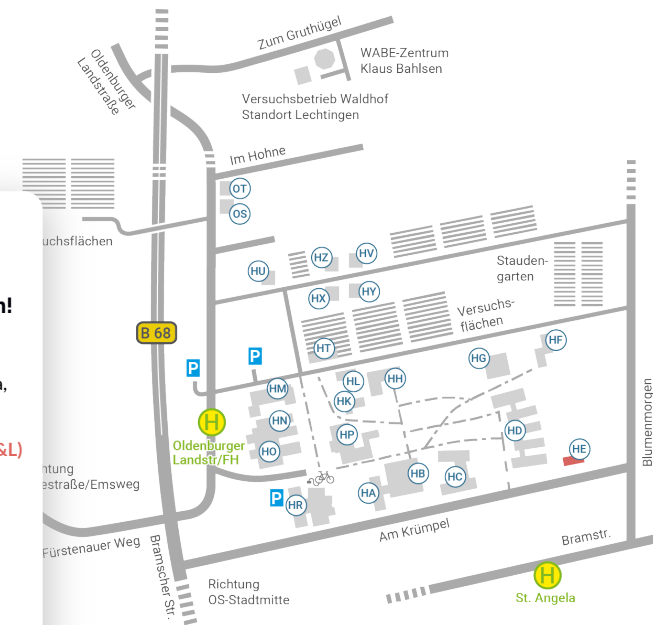 Zum Gruthügel
Oldenburger
Landstraße
WABE-Zentrum
Klaus Bahlsen
Versuchsbetrieb Waldhof
Standort Lechtingen
Im Hohne
OT
OS
uchsflächen
HU
HZ
HV
HX
HY
Stauden-
garten
Versuchs-
flächen
n!
B 68
HT
P
P
HG
HF
a,
HM
HL
HH
HK
Blumenmorgen
HN
H
HP
HD
&L)
Oldenburger
Landstr/FH
HO
HE
ntung
estraße/Emsweg
HB
HC
HA
P
HR
Am Krümpel
Bramstr.
Fürstenauer Weg
Bramscher Str.
H
St. Angela
Richtung
OS-Stadtmitte